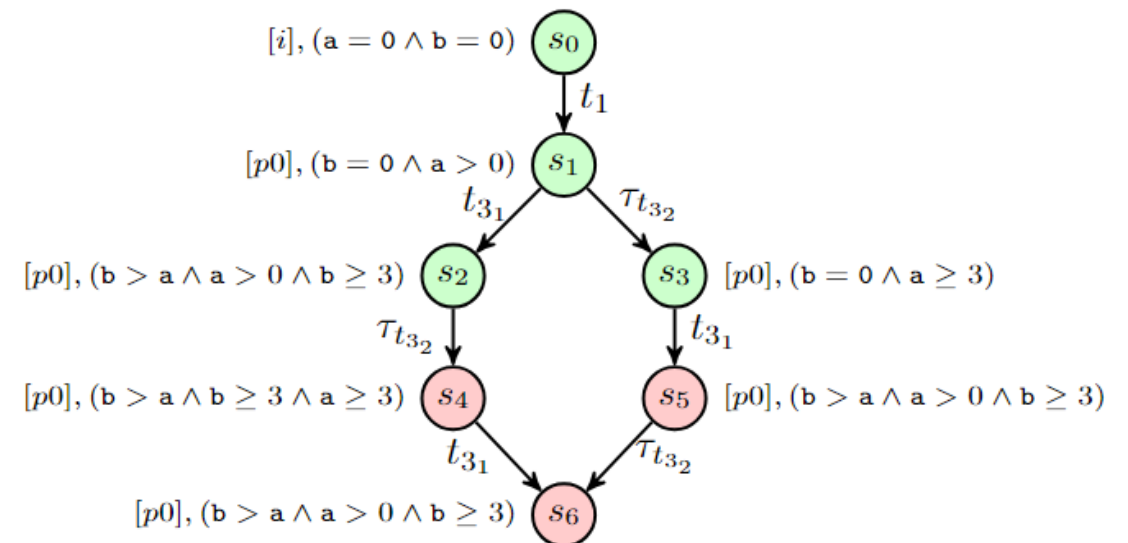 [i], (a = 0 ∧ b = 0) s₀
t₁
[p0], (b = 0 ∧ a > 0) s₁
t₃₁ τt₃₂
[p0], (b > a ∧ a > 0 ∧ b ≥ 3) s₂ s₃ [p0], (b = 0 ∧ a ≥ 3)
τt₃₂ t₃₁
[p0], (b > a ∧ b ≥ 3 ∧ a ≥ 3) s₄ s₅ [p0], (b > a ∧ a > 0 ∧ b ≥ 3)
t₃₁ τt₃₂
[p0], (b > a ∧ a > 0 ∧ b ≥ 3) s₆